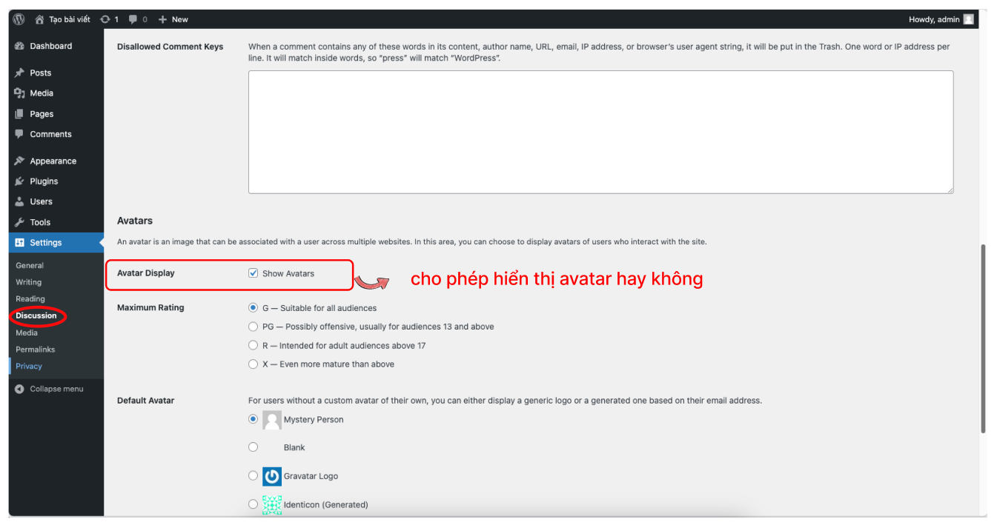 Tạo bài viết 1 0 + New Howdy, admin
Dashboard
Posts
Media
Pages
Comments
Appearance
Plugins
Users
Tools
Settings
General
Writing
Reading
Discussion
Media
Permalinks
Privacy
Collapse menu
Disallowed Comment Keys
When a comment contains any of these words in its content, author name, URL, email, IP address, or browser's user agent string, it will be put in the Trash. One word or IP address per
line. It will match inside words, so "press" will match "WordPress".
Avatars
An avatar is an image that can be associated with a user across multiple websites. In this area, you can choose to display avatars of users who interact with the site.
Avatar Display
Show Avatars
cho phép hiển thị avatar hay không
Maximum Rating
G — Suitable for all audiences
PG — Possibly offensive, usually for audiences 13 and above
R — Intended for adult audiences above 17
X — Even more mature than above
Default Avatar
For users without a custom avatar of their own, you can either display a generic logo or a generated one based on their email address.
Mystery Person
Blank
Gravatar Logo
Identicon (Generated)